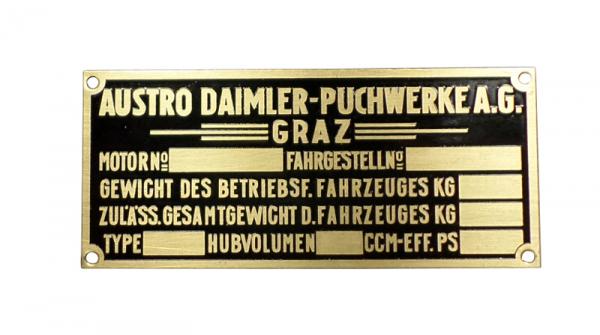 AUSTRO DAIMLER-PUCHWERKE A.G.
GRAZ
MOTOR No FAHRGESTELL No
GEWICHT DES BETRIEBSF. FAHRZEUGES KG
ZULÄSS. GESAMTGEWICHT D. FAHRZEUGES KG
TYPE HUBVOLUMEN CCM-EFF. PS